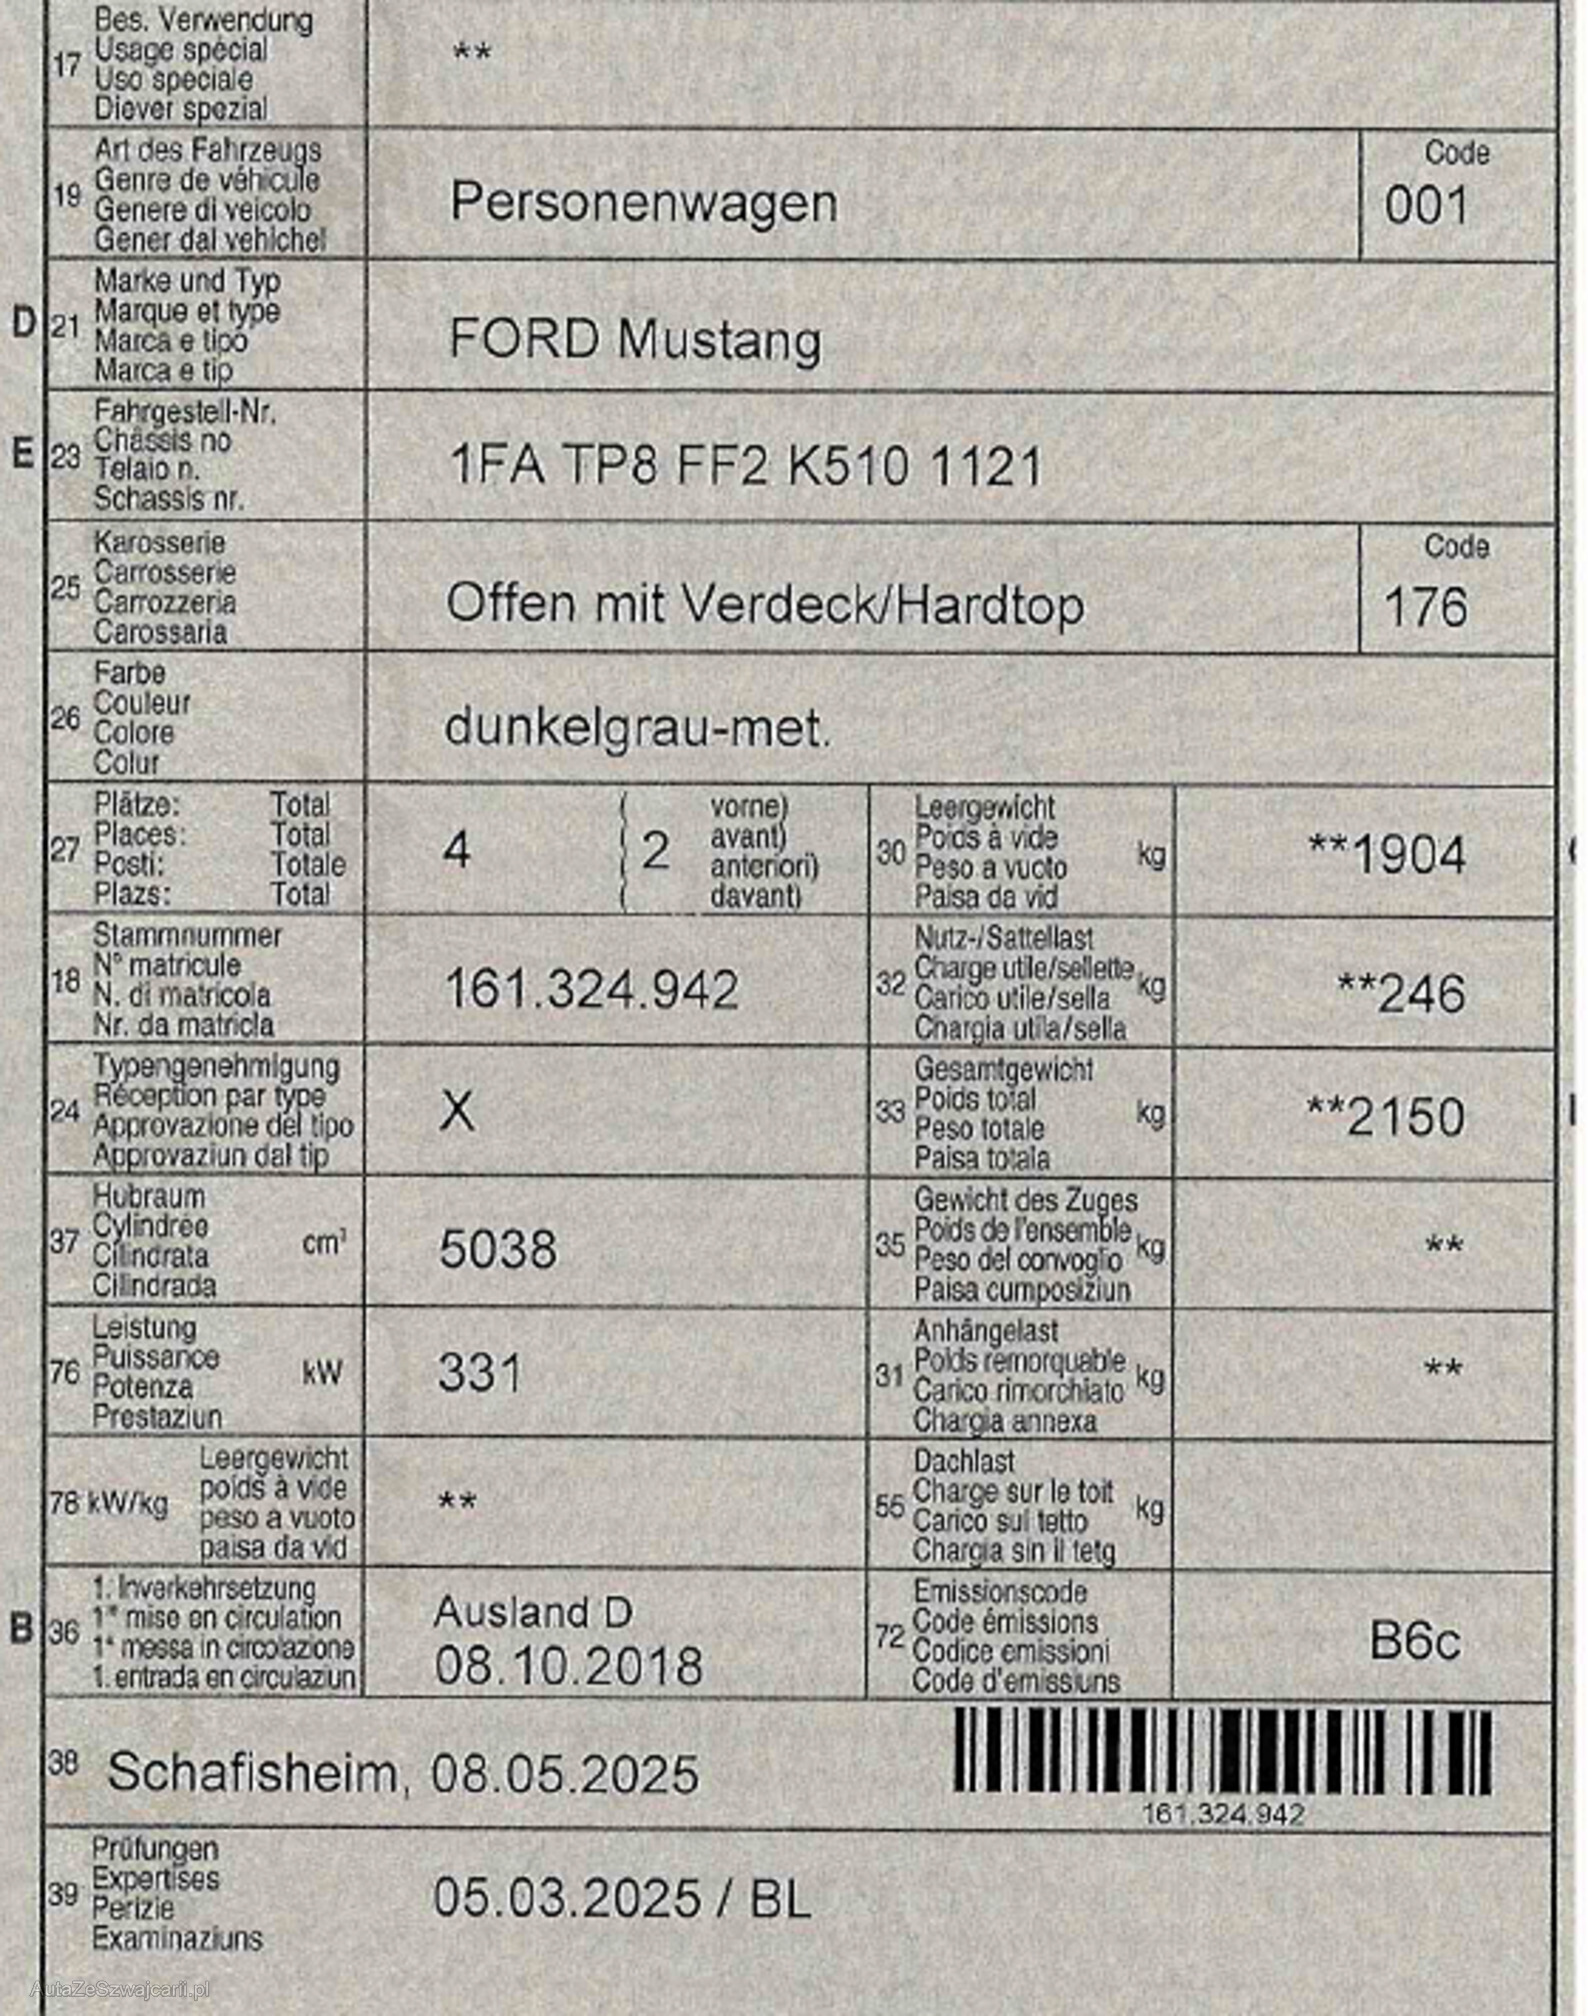 17 Bes. Verwendung
Usage spécial
Uso speciale
Diever spezial
**
19 Art des Fahrzeugs
Genre de véhicule
Genere di veicolo
Gener dal vehichel
Personenwagen
Code
001
D 21 Marke und Typ
Marque et type
Marca e tipo
Marca e tip
FORD Mustang
E 23 Fahrgestell-Nr.
Châssis no
Telaio n.
Schassis nr.
1FA TP8 FF2 K510 1121
25 Karosserie
Carrosserie
Carrozzeria
Carossaria
Offen mit Verdeck/Hardtop
Code
176
26 Farbe
Couleur
Colore
Colur
dunkelgrau-met.
27 Plätze: Total
Places: Total
Posti: Totale
Plazs: Total
4
( vorne)
( 2 avant)
( anteriori)
( davant)
30 Leergewicht
Poids à vide kg
Peso a vuoto
Paisa da vid
**1904
18 Stammnummer
N° matricule
N. di matricola
Nr. da matricla
161.324.942
32 Nutz-/Sattellast
Charge utile/sellette kg
Carico utile/sella
Chargia utila/sella
**246
24 Typengenehmigung
Réception par type
Approvazione del tipo
Approvaziun dal tip
X
33 Gesamtgewicht
Poids total kg
Peso totale
Paisa totala
**2150
37 Hubraum
Cylindrée cm³
Cilindrata
Cilindrada
5038
35 Gewicht des Zuges
Poids de l'ensemble kg
Peso del convoglio
Paisa cumposiziun
**
76 Leistung
Puissance kW
Potenza
Prestaziun
331
31 Anhängelast
Poids remorquable kg
Carico rimorchiato
Chargia annexa
**
78 kW/kg Leergewicht
poids à vide
peso a vuoto
paisa da vid
**
55 Dachlast
Charge sur le toit kg
Carico sul tetto
Chargia sin il tetg
B 36 1. Inverkehrsetzung
1re mise en circulation
1a messa in circolazione
1. entrada en circulaziun
Ausland D
08.10.2018
72 Emissionscode
Code émissions
Codice emissioni
Code d'emissiuns
B6c
38 Schafisheim, 08.05.2025
161.324.942
39 Prüfungen
Expertises
Perizie
Examinaziuns
05.03.2025 / BL
AutaZeSzwajcarii.pl